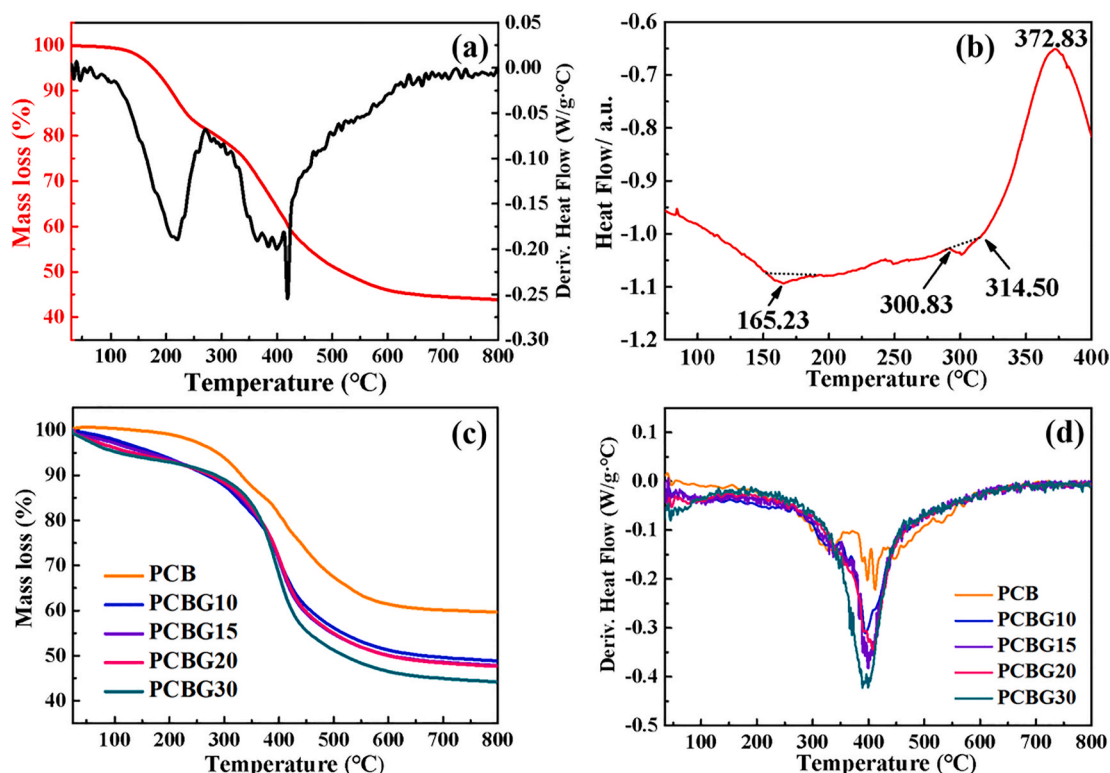 (a)
Mass loss (%)
100
90
80
70
60
50
40
0.05
0.00
-0.05
-0.10
-0.15
-0.20
-0.25
-0.30
Deriv. Heat Flow (W/g·°C)
100 200 300 400 500 600 700 800
Temperature (°C)
(b)
Heat Flow/ a.u.
-0.6
-0.7
-0.8
-0.9
-1.0
-1.1
-1.2
372.83
165.23
300.83
314.50
100 150 200 250 300 350 400
Temperature (°C)
(c)
Mass loss (%)
100
90
80
70
60
50
40
PCB
PCBG10
PCBG15
PCBG20
PCBG30
100 200 300 400 500 600 700 800
Temperature (°C)
(d)
Deriv. Heat Flow (W/g·°C)
0.1
0.0
-0.1
-0.2
-0.3
-0.4
-0.5
PCB
PCBG10
PCBG15
PCBG20
PCBG30
100 200 300 400 500 600 700 800
Temperature (°C)